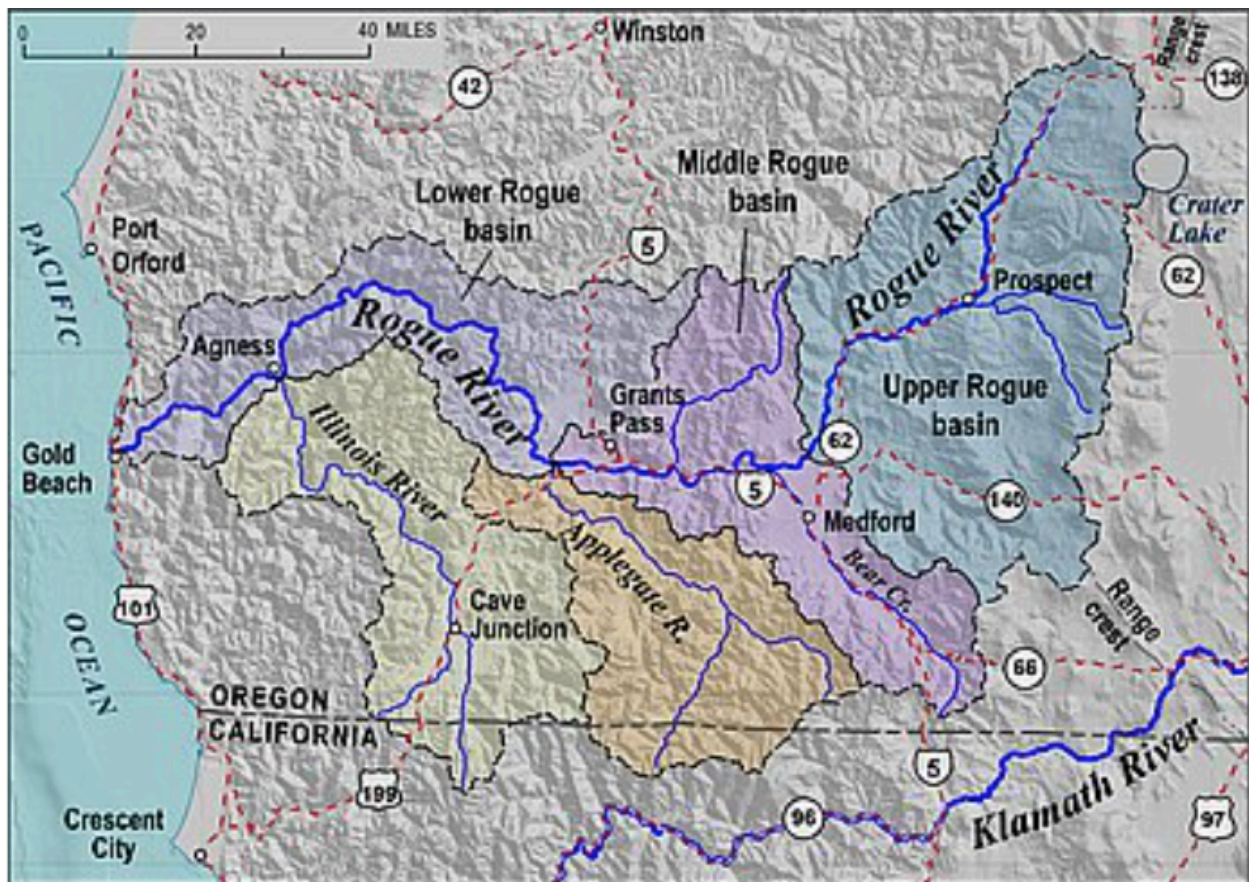 0 20 40 MILES
Winston
42
Range
crest
138
Middle Rogue
basin
Lower Rogue
basin
Rogue River
Crater
Lake
PACIFIC
Port
Orford
5
62
Prospect
Agness
Rogue River
Grants
Pass
Upper Rogue
basin
Illinois River
62
Gold
Beach
5
140
Medford
Applegate R.
Bear Cr.
101
Cave
Junction
Range
crest
OCEAN
66
OREGON
CALIFORNIA
5
199
Klamath River
Crescent
City
96
97